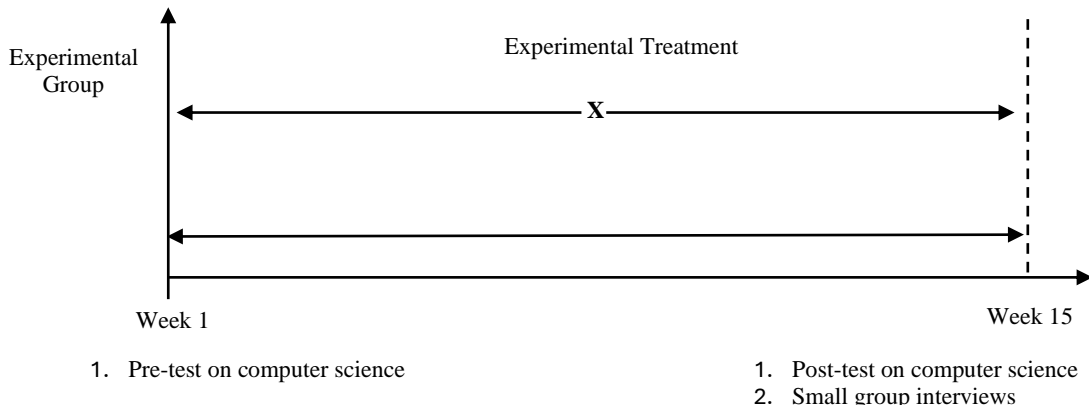 Experimental Treatment
Experimental
Group
X
Week 1
Week 15
1. Pre-test on computer science
1. Post-test on computer science
2. Small group interviews